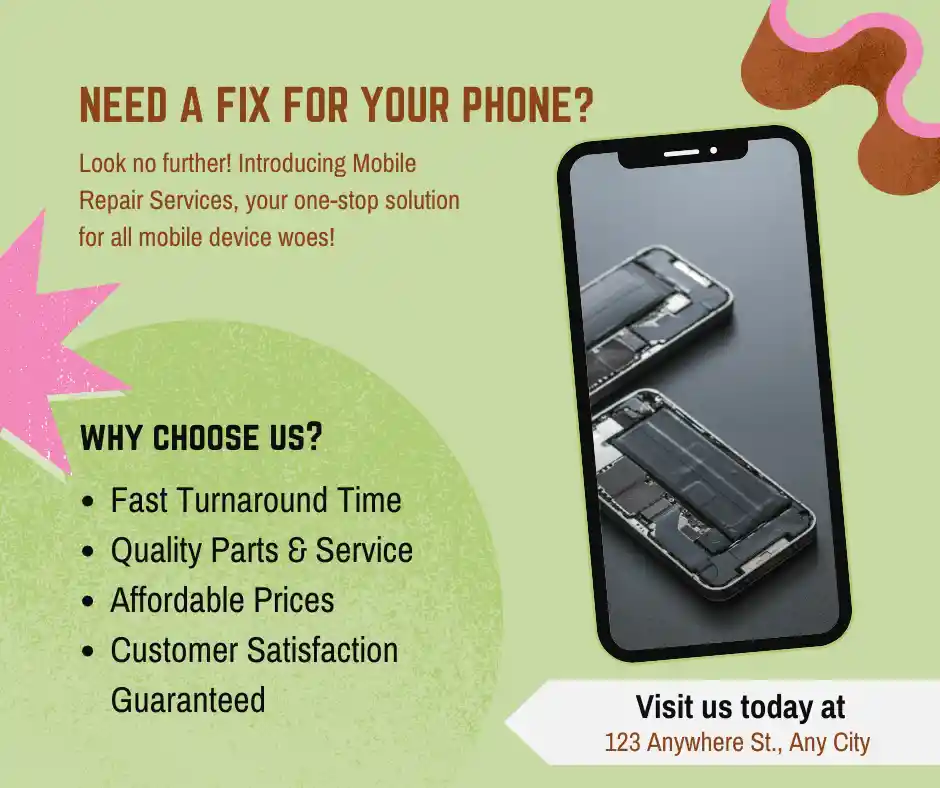 NEED A FIX FOR YOUR PHONE?
Look no further! Introducing Mobile
Repair Services, your one-stop solution
for all mobile device woes!
WHY CHOOSE US?
• Fast Turnaround Time
• Quality Parts & Service
• Affordable Prices
• Customer Satisfaction
Guaranteed
Visit us today at
123 Anywhere St., Any City